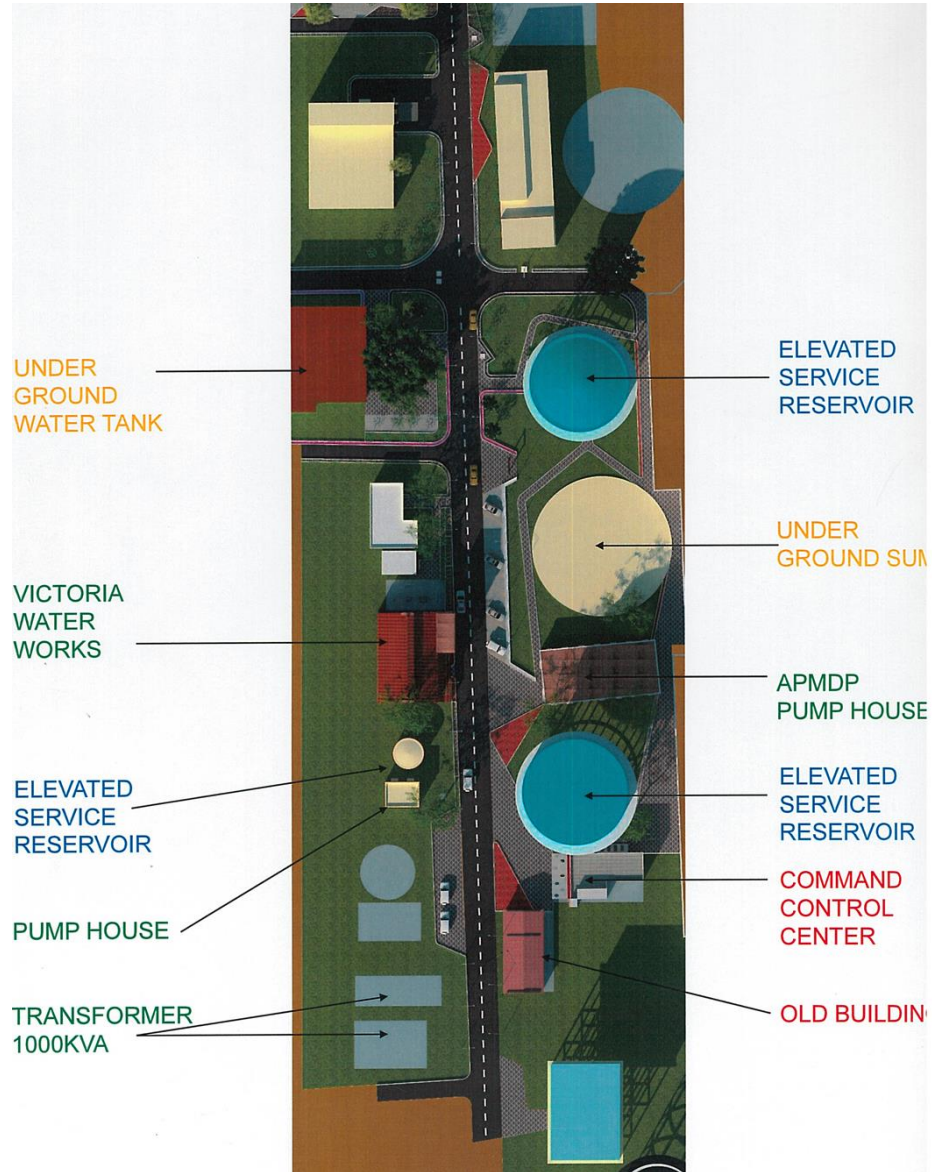 UNDER
GROUND
WATER TANK
VICTORIA
WATER
WORKS
ELEVATED
SERVICE
RESERVOIR
PUMP HOUSE
TRANSFORMER
1000KVA
ELEVATED
SERVICE
RESERVOIR
UNDER
GROUND SUM
APMDP
PUMP HOUSE
ELEVATED
SERVICE
RESERVOIR
COMMAND
CONTROL
CENTER
OLD BUILDIN